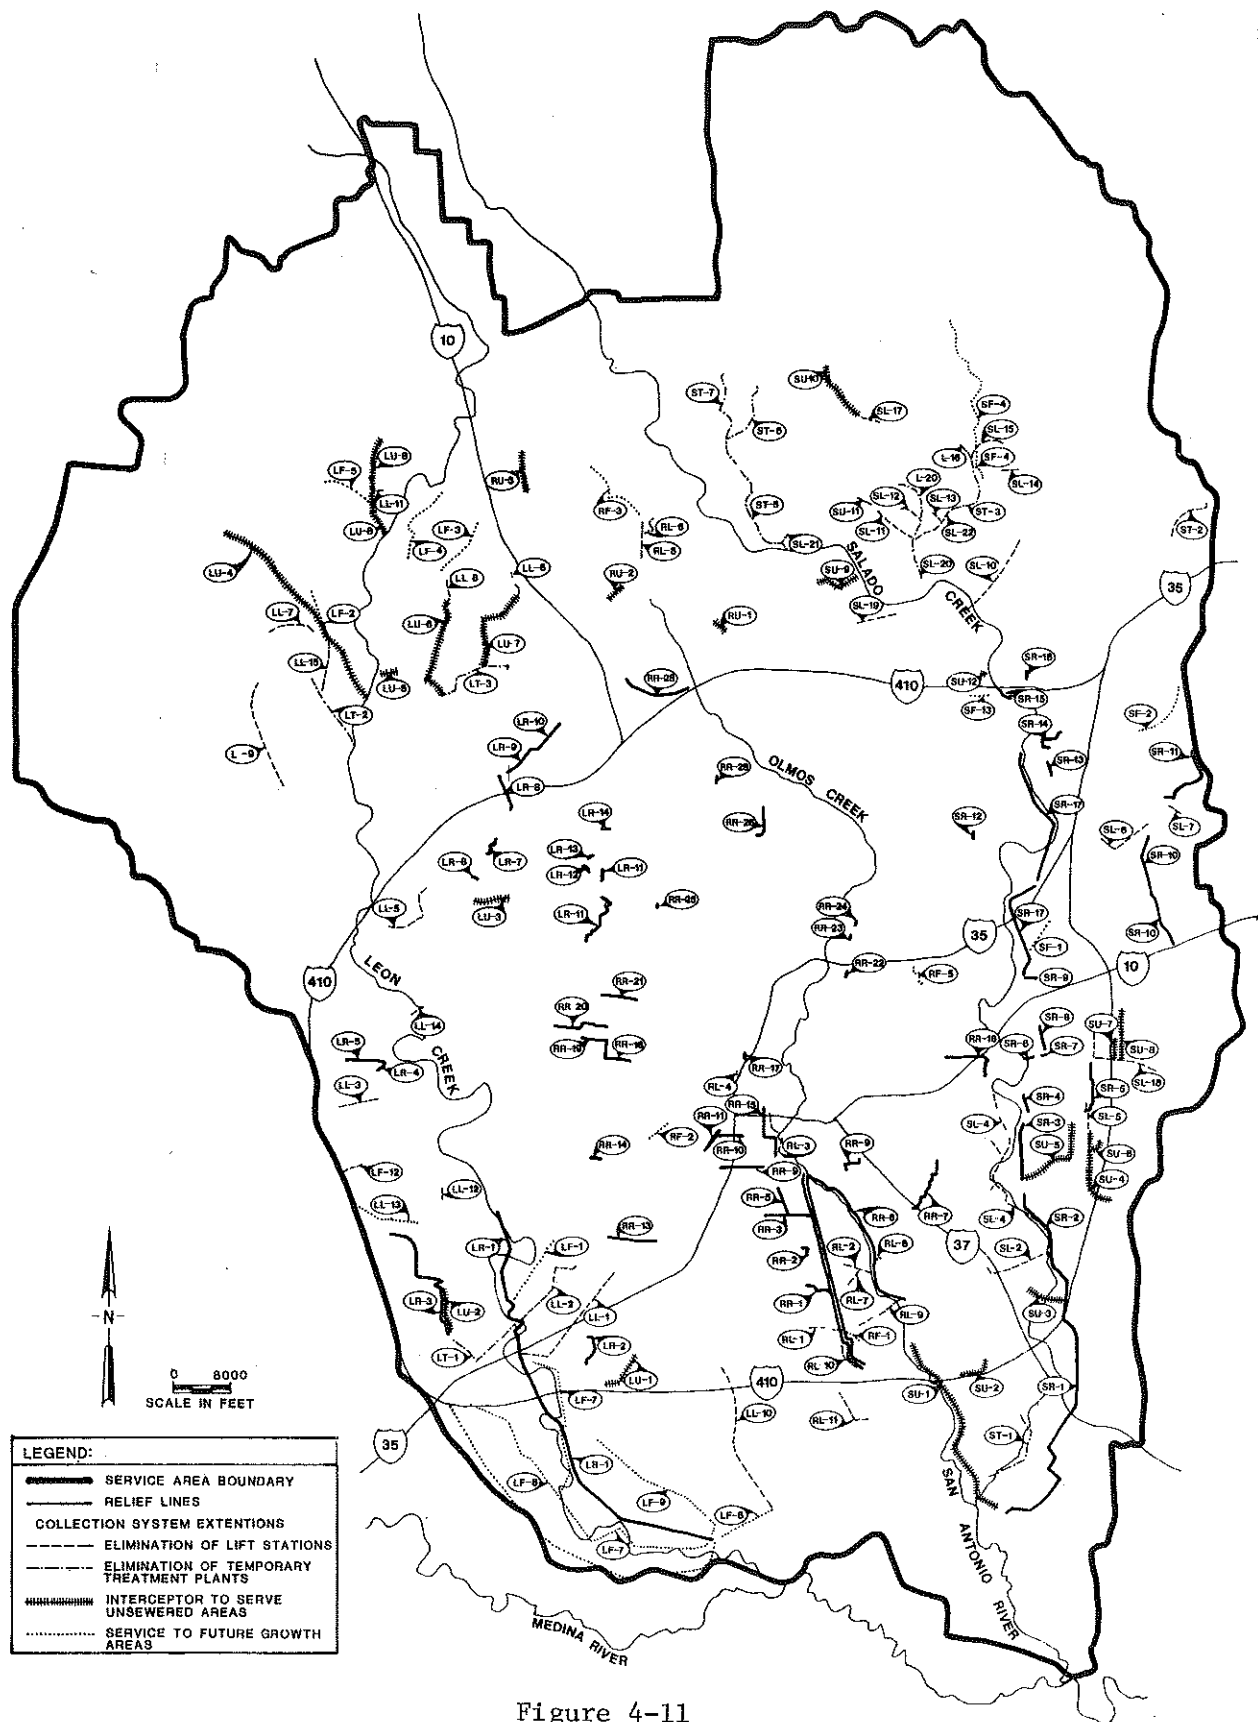 10
SU-10
ST-7
SL-17
SF-4
ST-6
SL-15
LU-8
L-16
SF-4
LF-5
RU-3
SL-14
L-20
LL-11
SL-12
SL-13
RF-3
ST-5
SU-11
ST-3
LU-8
LF-3
RL-6
SL-11
SL-22
ST-2
LF-4
RL-5
SL-21
SALADO
LU-4
LL-6
SU-9
SL-20
SL-10
LL 8
RU-2
35
LL-7
LF-2
SL-19
CREEK
LU-6
RU-1
LU-7
LL-15
SR-16
LT-3
RR-28
SU-12
LU-5
410
SR-15
LT-2
SF-13
SF-2
LR-10
SR-14
L-9
LR-9
SR-11
OLMOS
SR-13
LR-8
CREEK
SR-17
LR-14
SR-12
RR-26
SL-6
SL-7
LR-13
LR-6
LR-7
SR-10
LR-12
LR-11
RR-25
LL-5
LU-3
RR-24
SR-17
LR-11
RR-23
35
SR-10
SF-1
LEON
RR-22
10
RF-5
SR-9
410
RR-21
RR 20
LL-14
SR-8
SU-7
LR-5
CREEK
RR-19
RR-18
SR-7
SU-8
RR-17
LR-4
RL-4
SL-18
LL-3
SR-5
SR-4
RR-15
SL-5
RR-11
SL-4
SR-3
RF-2
RR-14
RL-3
RR-9
SU-5
RR-10
SU-6
LF-12
RR-9
SU-4
LL-12
RR-5
LL-13
RR-6
RR-7
SL-4
SR-2
RR-3
RR-13
LR-1
LF-1
RL-2
37
SL-2
RR-2
LL-2
RL-7
LR-3
LU-2
RR-1
SU-3
LL-1
RL-9
RL-1
RF-1
LR-2
LT-1
RL-10
N
LU-1
0 8000
SCALE IN FEET
410
SU-2
SU-1
SR-1
LF-7
LL-10
RL-11
35
ST-1
LR-1
SAN
LF-8
LF-9
LF-6
LF-7
ANTONIO
RIVER
MEDINA RIVER
LEGEND:
SERVICE AREA BOUNDARY
RELIEF LINES
COLLECTION SYSTEM EXTENTIONS
ELIMINATION OF LIFT STATIONS
ELIMINATION OF TEMPORARY
TREATMENT PLANTS
INTERCEPTOR TO SERVE
UNSEWERED AREAS
SERVICE TO FUTURE GROWTH
AREAS
Figure 4-11